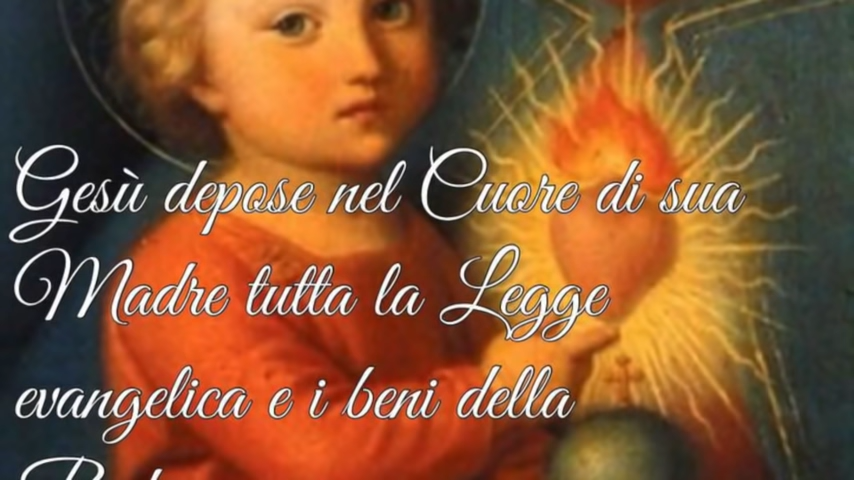 Gesù depose nel Cuore di sua
Madre tutta la Legge
evangelica e i beni della